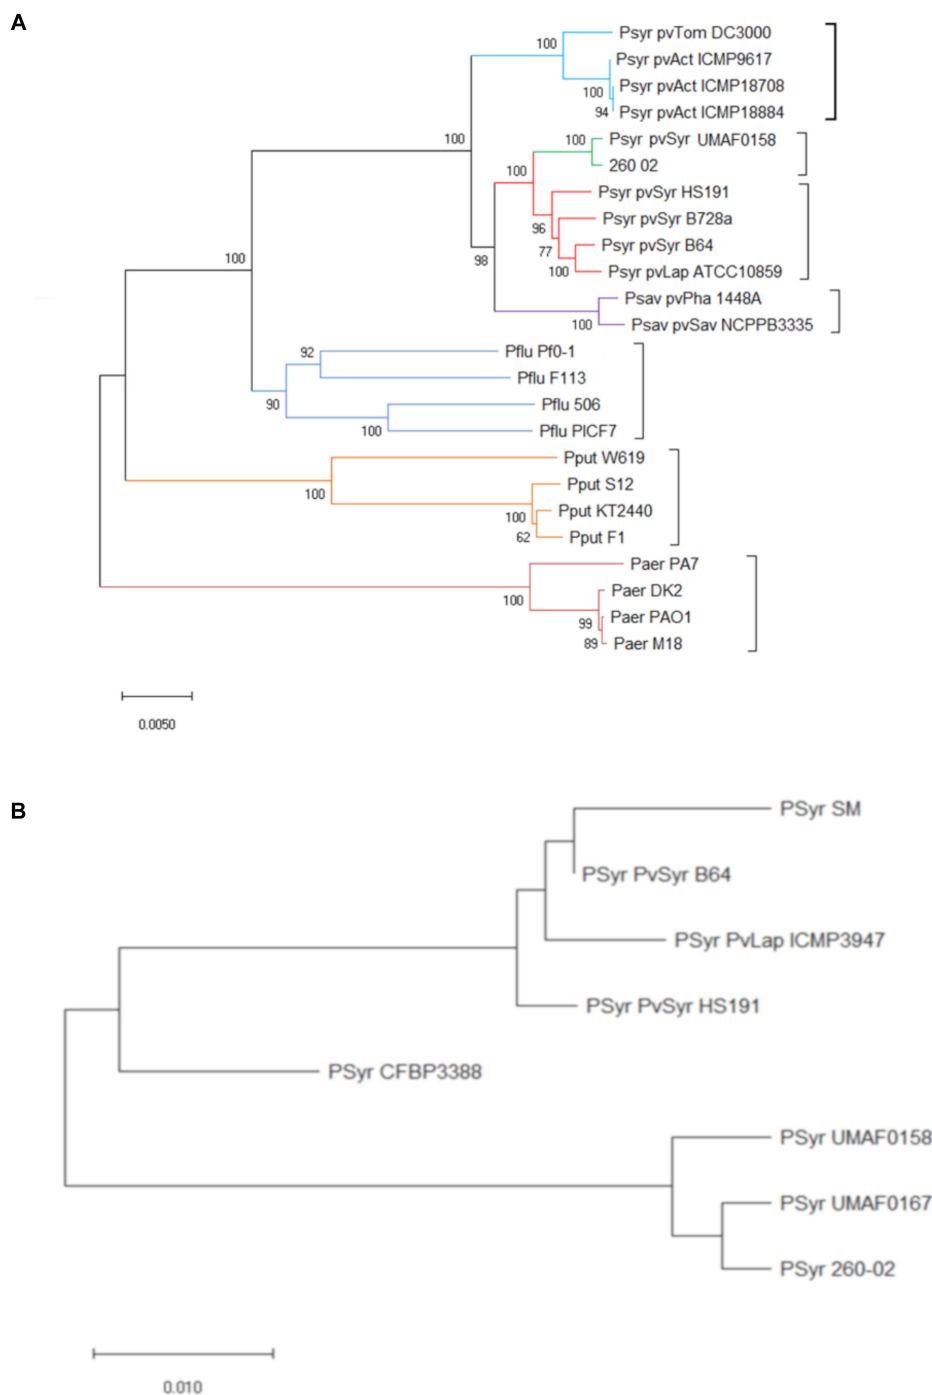 A
Psyr pvTom DC3000
100
Psyr pvAct ICMP9617
Psyr pvAct ICMP18708
100
94 Psyr pvAct ICMP18884
100
100 Psyr pvSyr UMAF0158
260 02
100
Psyr pvSyr HS191
Psyr pvSyr B728a
96
Psyr pvSyr B64
77
98
100 Psyr pvLap ATCC10859
100
Psav pvPha 1448A
100 Psav pvSav NCPPB3335
92 Pflu Pf0-1
Pflu F113
90
Pflu 506
100 Pflu PICF7
Pput W619
Pput S12
100
Pput KT2440
100
62 Pput F1
Paer PA7
Paer DK2
100
Paer PAO1
99
89 Paer M18
0.0050
B
PSyr SM
PSyr PvSyr B64
PSyr PvLap ICMP3947
PSyr PvSyr HS191
PSyr CFBP3388
PSyr UMAF0158
PSyr UMAF0167
PSyr 260-02
0.010